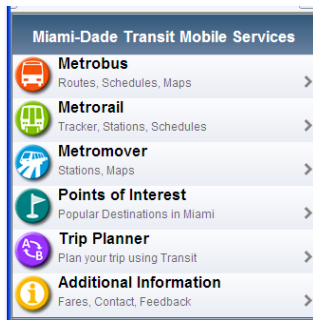 Miami-Dade Transit Mobile Services
Metrobus
Routes, Schedules, Maps
Metrorail
Tracker, Stations, Schedules
Metromover
Stations, Maps
Points of Interest
Popular Destinations in Miami
A
B
Trip Planner
Plan your trip using Transit
i
Additional Information
Fares, Contact, Feedback